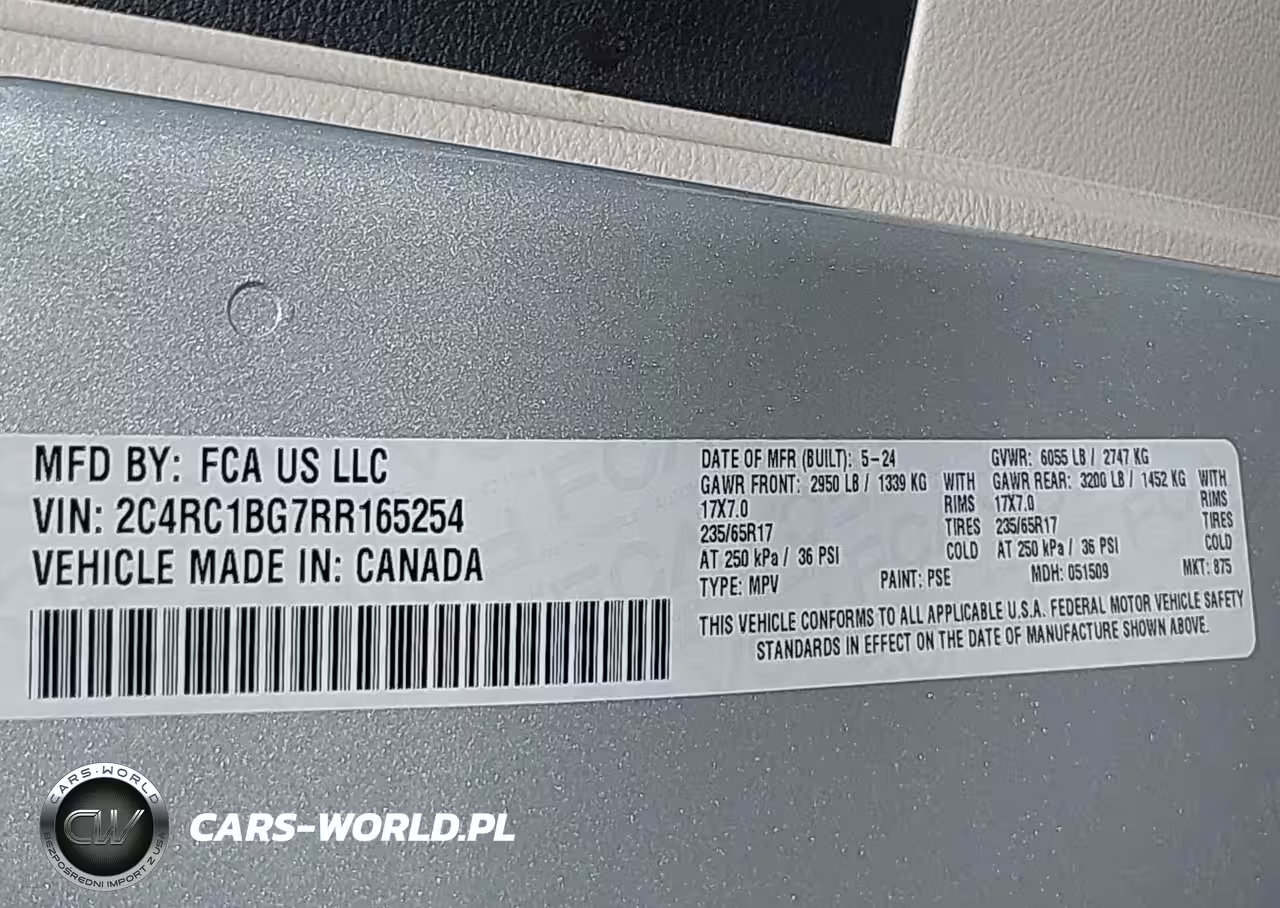 MFD BY: FCA US LLC
VIN: 2C4RC1BG7RR165254
VEHICLE MADE IN: CANADA
DATE OF MFR (BUILT): 5-24 GVWR: 6055 LB / 2747 KG
GAWR FRONT: 2950 LB / 1339 KG WITH GAWR REAR: 3200 LB / 1452 KG WITH
17X7.0 RIMS 17X7.0 RIMS
235/65R17 TIRES 235/65R17 TIRES
AT 250 kPa / 36 PSI COLD AT 250 kPa / 36 PSI COLD
TYPE: MPV PAINT: PSE MDH: 051509 MKT: 875
THIS VEHICLE CONFORMS TO ALL APPLICABLE U.S.A. FEDERAL MOTOR VEHICLE SAFETY
STANDARDS IN EFFECT ON THE DATE OF MANUFACTURE SHOWN ABOVE.
CARS-WORLD
CW
BEZPOŚREDNI IMPORT Z USA
CARS-WORLD.PL